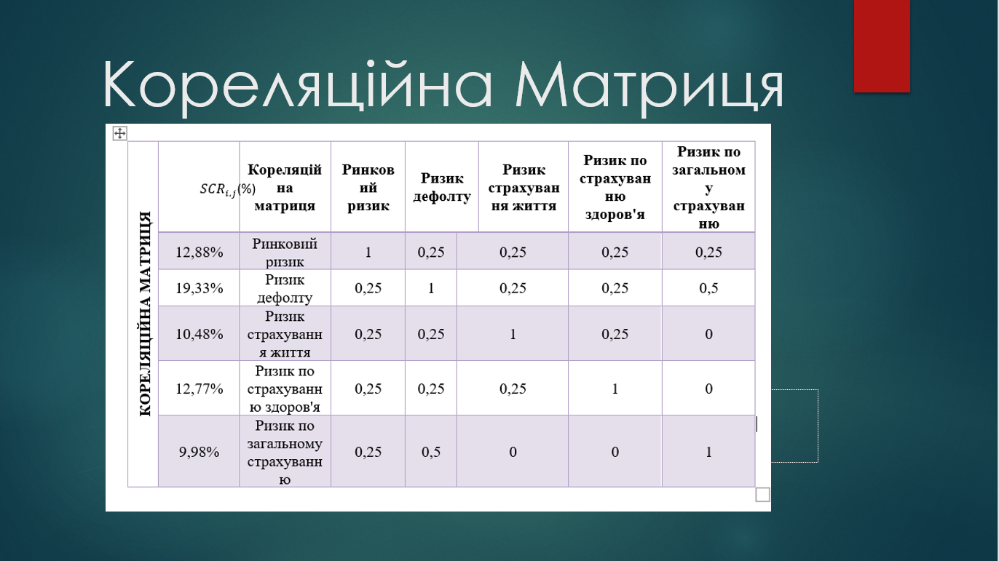 Кореляційна Матриця
КОРЕЛЯЦІЙНА МАТРИЦЯ
SCRi,j(%)
Кореляцій
на
матриця
Ринков
ий
ризик
Ризик
дефолту
Ризик
страхуван
ня життя
Ризик по
страхуван
ню
здоров'я
Ризик по
загальном
у
страхуван
ню
12,88%
Ринковий
ризик
1
0,25
0,25
0,25
0,25
19,33%
Ризик
дефолту
0,25
1
0,25
0,25
0,5
10,48%
Ризик
страхуванн
я життя
0,25
0,25
1
0,25
0
12,77%
Ризик по
страхуванн
ю здоров'я
0,25
0,25
0,25
1
0
9,98%
Ризик по
загальному
страхуванн
ю
0,25
0,5
0
0
1